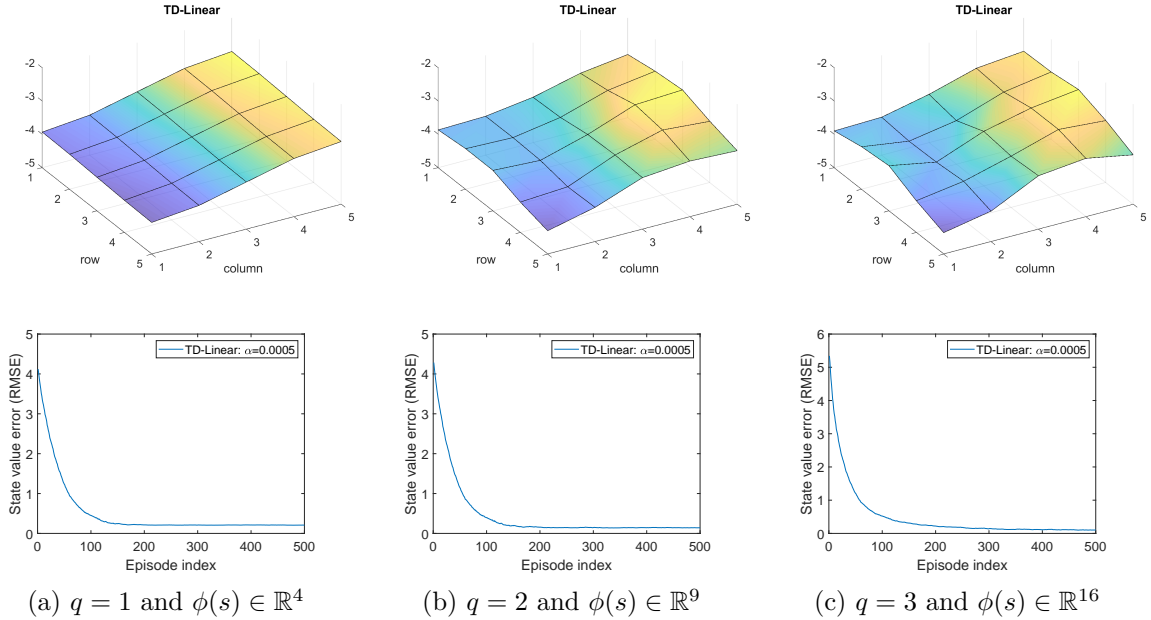 TD-Linear
-2
-3
-4
-5
1
2
3
4
5
row
1
2
3
4
5
column
TD-Linear
-2
-3
-4
-5
1
2
3
4
5
row
1
2
3
4
5
column
TD-Linear
-2
-3
-4
-5
1
2
3
4
5
row
1
2
3
4
5
column
State value error (RMSE)
5
4
3
2
1
0
TD-Linear: α=0.0005
0 100 200 300 400 500
Episode index
State value error (RMSE)
5
4
3
2
1
0
TD-Linear: α=0.0005
0 100 200 300 400 500
Episode index
State value error (RMSE)
6
5
4
3
2
1
0
TD-Linear: α=0.0005
0 100 200 300 400 500
Episode index
(a) q = 1 and ϕ(s) ∈ ℝ⁴
(b) q = 2 and ϕ(s) ∈ ℝ⁹
(c) q = 3 and ϕ(s) ∈ ℝ¹⁶